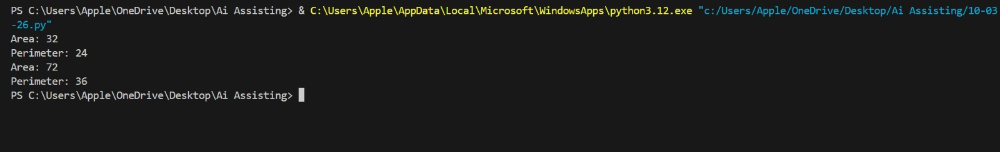 PS C:\Users\Apple\OneDrive\Desktop\Ai Assisting> & C:\Users\Apple\AppData\Local\Microsoft\WindowsApps\python3.12.exe "c:/Users/Apple/OneDrive/Desktop/Ai Assisting/10-03
-26.py"
Area: 32
Perimeter: 24
Area: 72
Perimeter: 36
PS C:\Users\Apple\OneDrive\Desktop\Ai Assisting>